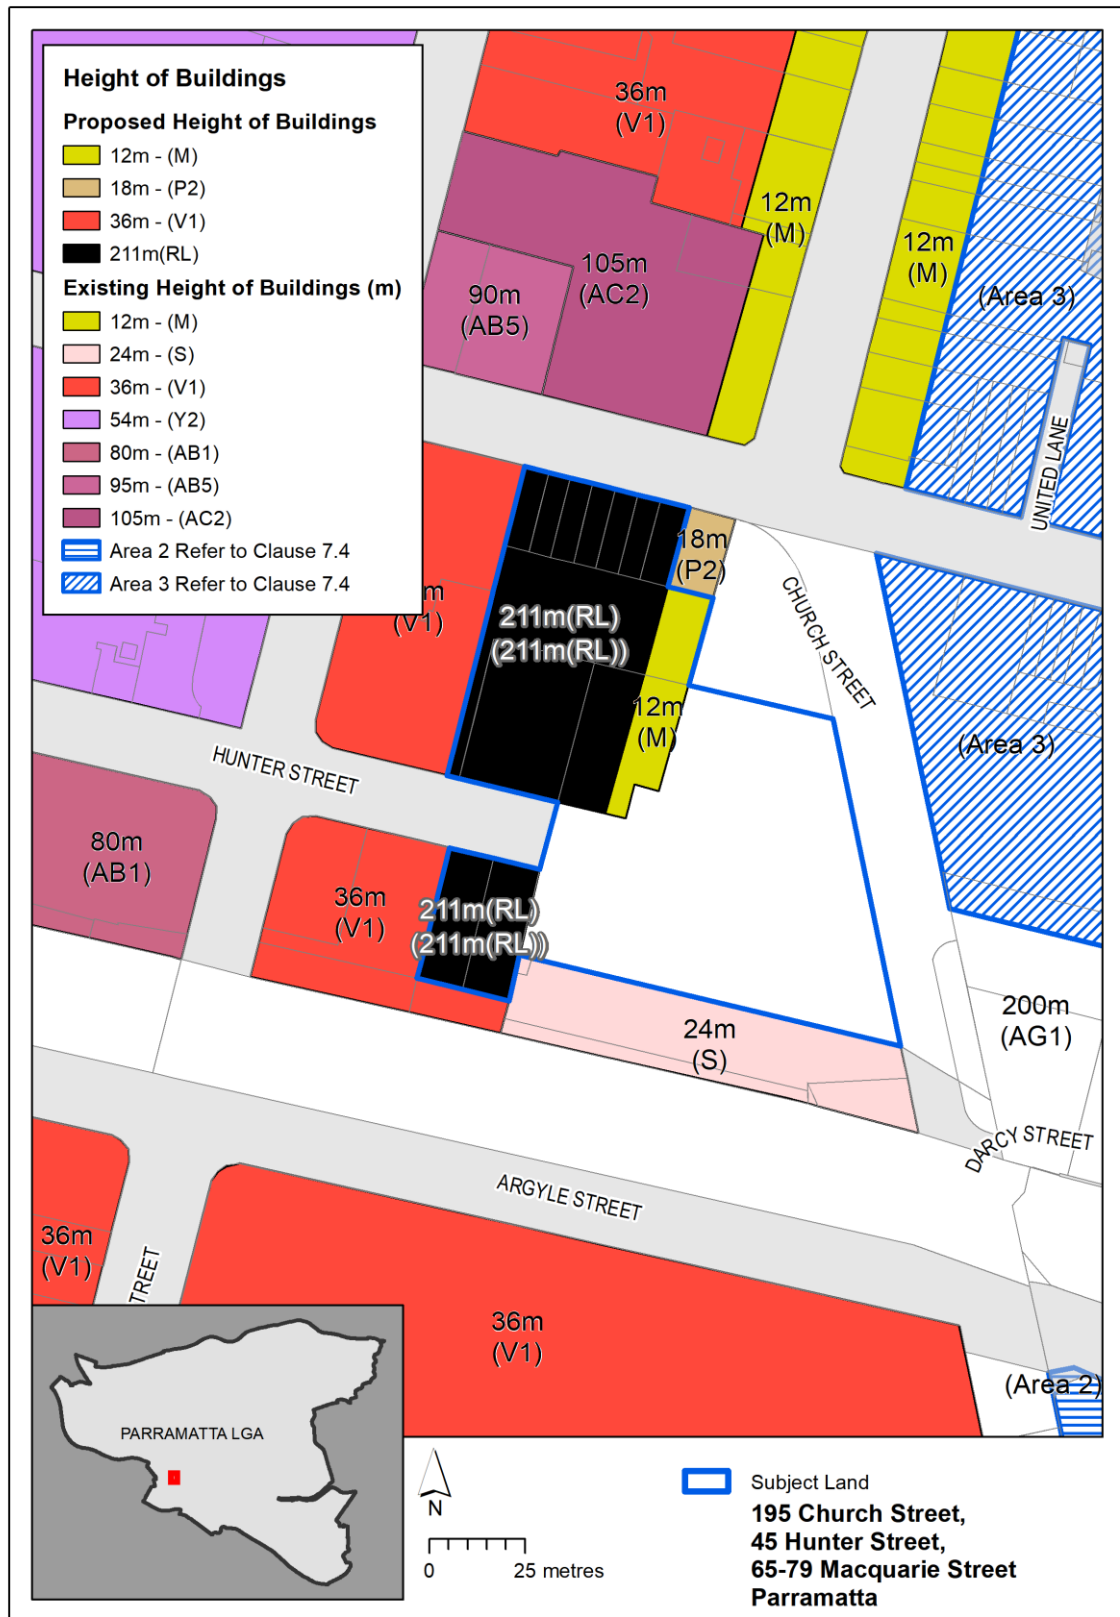 Height of Buildings
Proposed Height of Buildings
12m - (M)
18m - (P2)
36m - (V1)
211m(RL)
Existing Height of Buildings (m)
12m - (M)
24m - (S)
36m - (V1)
54m - (Y2)
80m - (AB1)
95m - (AB5)
105m - (AC2)
Area 2 Refer to Clause 7.4
Area 3 Refer to Clause 7.4
36m
(V1)
12m
(M)
12m
(M)
(Area 3)
105m
(AC2)
90m
(AB5)
UNITED LANE
18m
(P2)
CHURCH STREET
m
(V1)
211m(RL)
(211m(RL))
12m
(M)
(Area 3)
HUNTER STREET
80m
(AB1)
36m
(V1)
211m(RL)
(211m(RL))
24m
(S)
200m
(AG1)
DARCY STREET
ARGYLE STREET
36m
(V1)
TREET
36m
(V1)
(Area 2)
PARRAMATTA LGA
N
0 25 metres
Subject Land
195 Church Street,
45 Hunter Street,
65-79 Macquarie Street
Parramatta